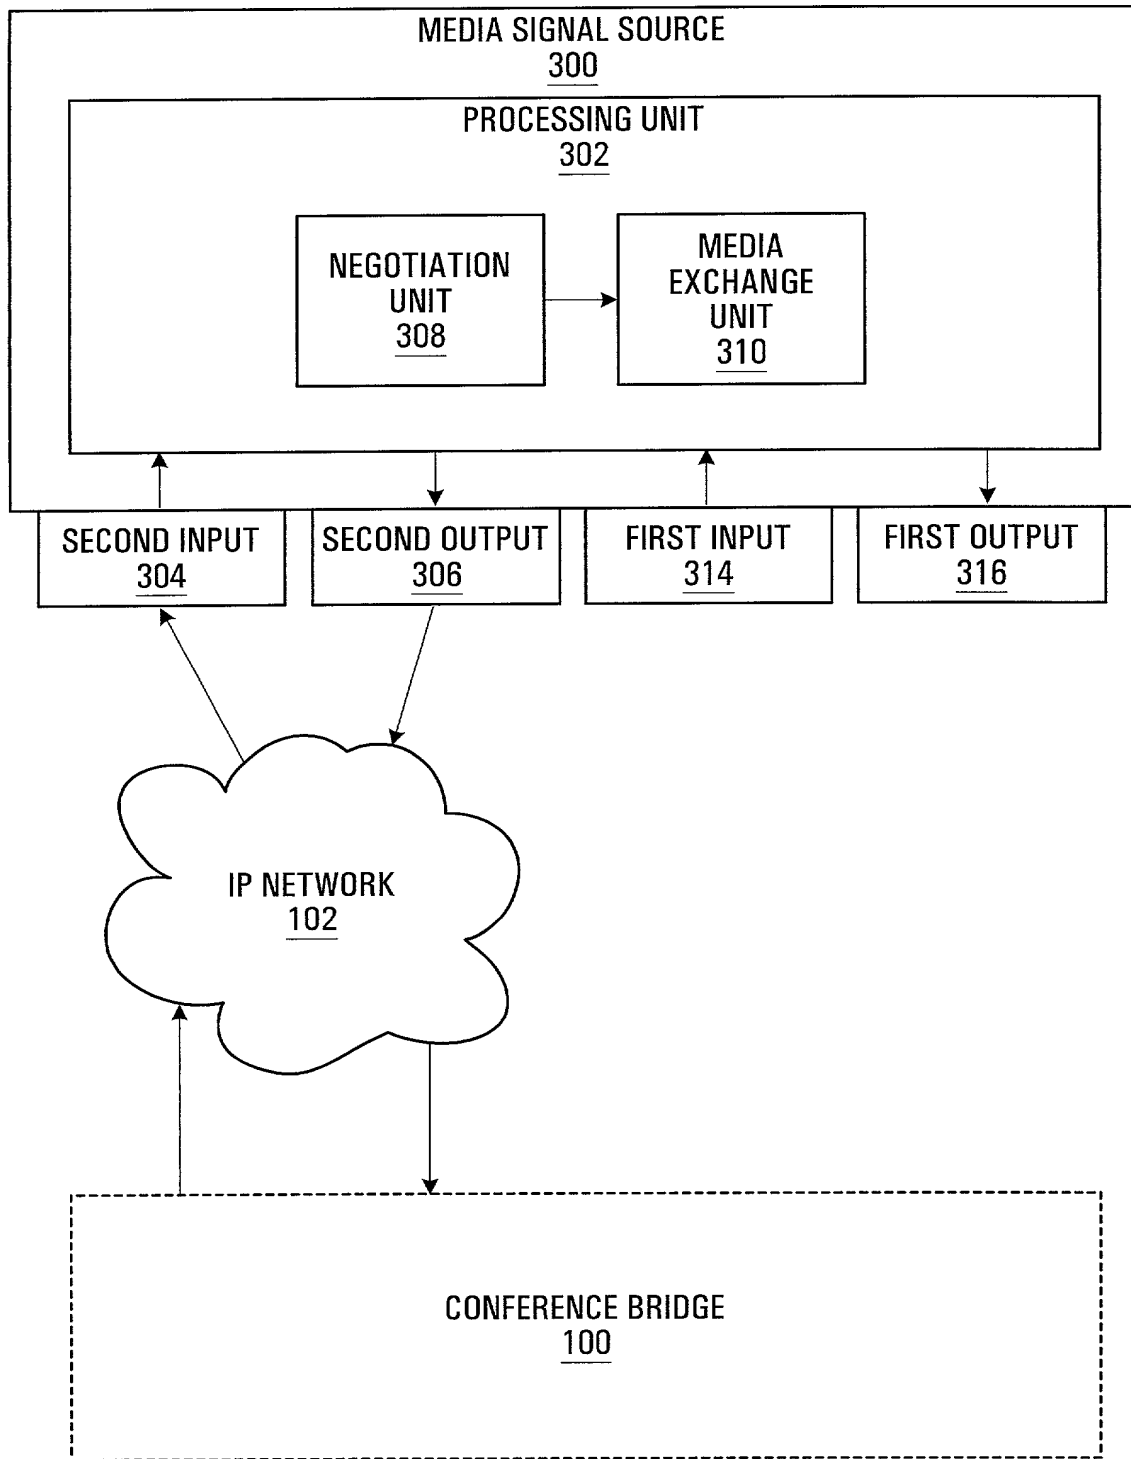 MEDIA SIGNAL SOURCE
300
PROCESSING UNIT
302
NEGOTIATION
UNIT
308
MEDIA
EXCHANGE
UNIT
310
SECOND INPUT
304
SECOND OUTPUT
306
FIRST INPUT
314
FIRST OUTPUT
316
IP NETWORK
102
CONFERENCE BRIDGE
100